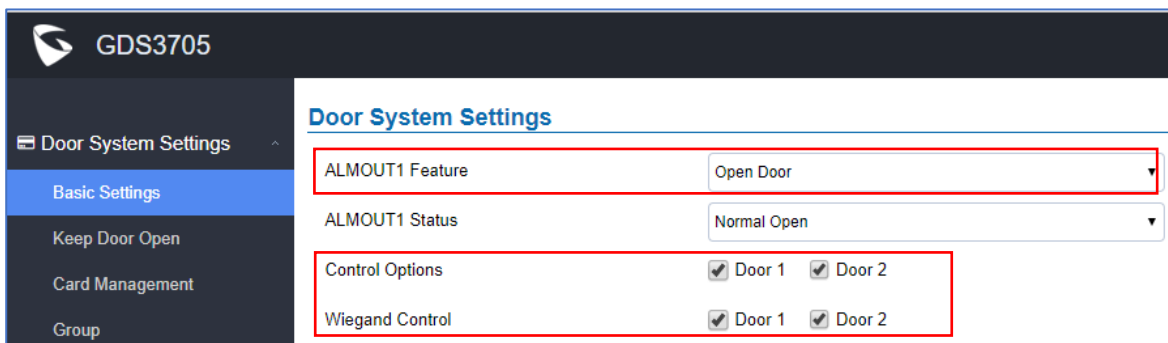 GDS3705
Door System Settings
Basic Settings
Keep Door Open
Card Management
Group
Door System Settings
ALMOUT1 Feature Open Door
ALMOUT1 Status Normal Open
Control Options Door 1 Door 2
Wiegand Control Door 1 Door 2